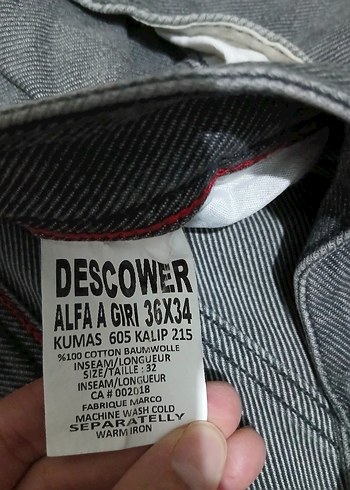 DESCOWER
ALFA A GIRI 36X34
KUMAS 605 KALIP 215
%100 COTTON BAUMWOLLE
INSEAM/LONGUEUR
SIZE/TAILLE : 32
INSEAM/LONGUEUR
CA # 002018
FABRIQUE MARCO
MACHINE WASH COLD
SEPARATELLY
WARM IRON